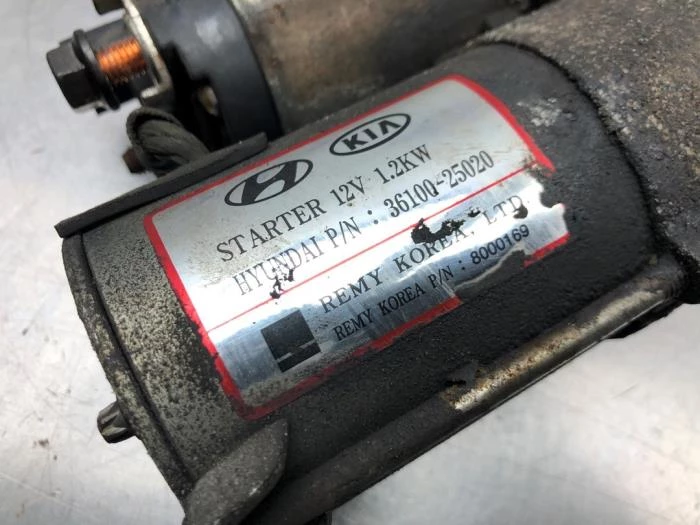 KIA
STARTER 12V 1.2KW
HYUNDAI P/N : 36100-25020
REMY KOREA, LTD.
REMY KOREA P/N : 8000169